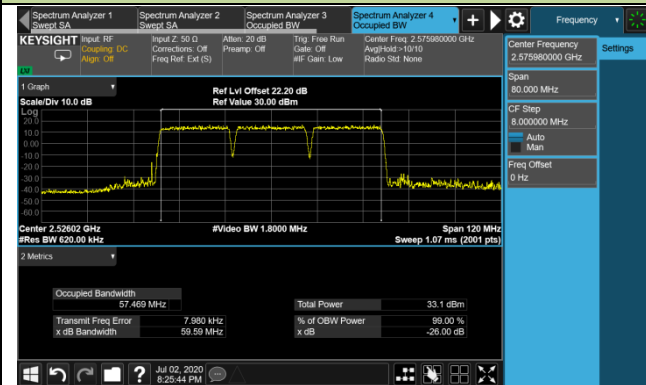 Spectrum Analyzer 1
Swept SA
Spectrum Analyzer 2
Swept SA
Spectrum Analyzer 3
Occupied BW
Spectrum Analyzer 4
Occupied BW
Frequency
KEYSIGHT
Input: RF
Coupling: DC
Align: Off
Input Z: 50 Ω
Corrections: Off
Freq Ref: Ext (S)
Atten: 20 dB
Preamp: Off
Trig: Free Run
Gate: Off
#IF Gain: Low
Center Freq: 2.575980000 GHz
Avg|Hold:>10/10
Radio Std: None
LV
Center Frequency
2.575980000 GHz
Settings
Span
80.000 MHz
CF Step
8.000000 MHz
Auto
Man
Freq Offset
0 Hz
1 Graph
Scale/Div 10.0 dB
Ref Lvl Offset 22.20 dB
Ref Value 30.00 dBm
Log
20.0
10.0
0.00
-10.0
-20.0
-30.0
-40.0
-50.0
-60.0
Center 2.52602 GHz
#Res BW 620.00 kHz
#Video BW 1.8000 MHz
Span 120 MHz
Sweep 1.07 ms (2001 pts)
2 Metrics
Occupied Bandwidth
57.469 MHz
Total Power
33.1 dBm
Transmit Freq Error
7.980 kHz
% of OBW Power
99.00 %
x dB Bandwidth
59.59 MHz
x dB
-26.00 dB
Jul 02, 2020
8:25:44 PM